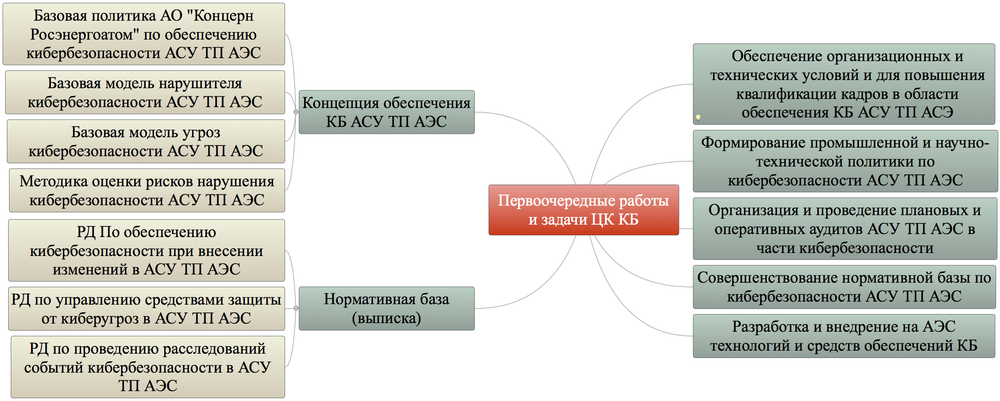 Базовая политика АО "Концерн
Росэнергоатом" по обеспечению
кибербезопасности АСУ ТП АЭС
Базовая модель нарушителя
кибербезопасности АСУ ТП АЭС
Базовая модель угроз
кибербезопасности АСУ ТП АЭС
Методика оценки рисков нарушения
кибербезопасности АСУ ТП АЭС
РД По обеспечению
кибербезопасности при внесении
изменений в АСУ ТП АЭС
РД по управлению средствами защиты
от киберугроз в АСУ ТП АЭС
РД по проведению расследований
событий кибербезопасности в АСУ
ТП АЭС
Концепция обеспечения
КБ АСУ ТП АЭС
Нормативная база
(выписка)
Первоочередные работы
и задачи ЦК КБ
Обеспечение организационных и
технических условий и для повышения
квалификации кадров в области
обеспечения КБ АСУ ТП АСЭ
Формирование промышленной и научно-
технической политики по
кибербезопасности АСУ ТП АЭС
Организация и проведение плановых и
оперативных аудитов АСУ ТП АЭС в
части кибербезопасности
Совершенствование нормативной базы по
кибербезопасности АСУ ТП АЭС
Разработка и внедрение на АЭС
технологий и средств обеспечений КБ